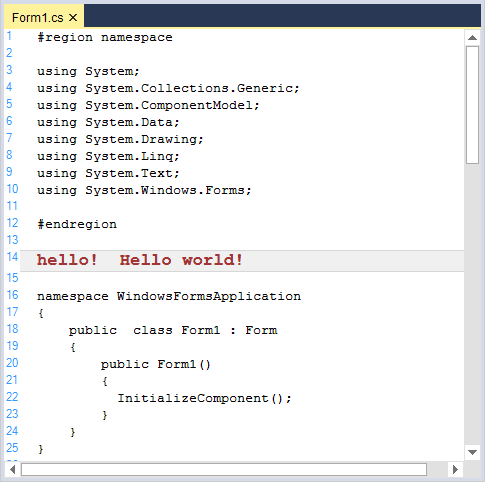 Form1.cs ✕
1 #region namespace
2
3 using System;
4 using System.Collections.Generic;
5 using System.ComponentModel;
6 using System.Data;
7 using System.Drawing;
8 using System.Linq;
9 using System.Text;
10 using System.Windows.Forms;
11
12 #endregion
13
14 hello!  Hello world!
15
16 namespace WindowsFormsApplication
17 {
18     public  class Form1 : Form
19     {
20         public Form1()
21         {
22           InitializeComponent();
23         }
24     }
25 }